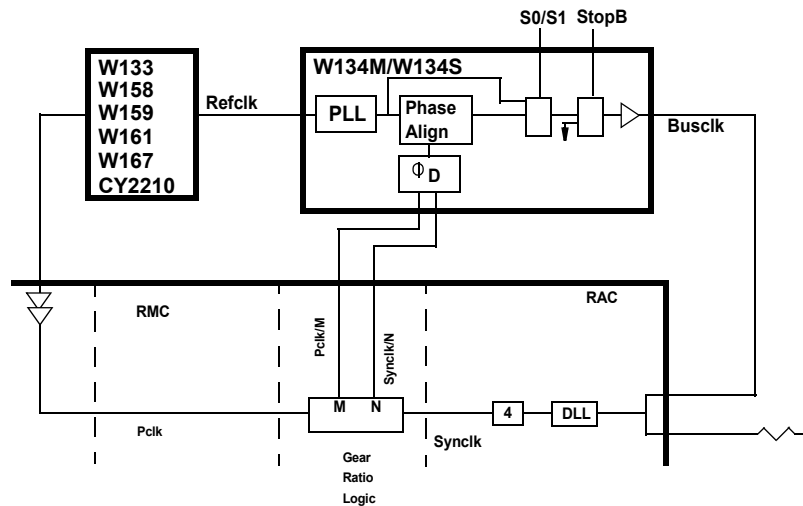 S0/S1 StopB
W133
W158
W159
W161
W167
CY2210
Refclk
W134M/W134S
PLL
Phase
Align
Φ D
Busclk
RMC
RAC
Pclk/M
Synclk/N
M N
4
DLL
Pclk
Synclk
Gear
Ratio
Logic